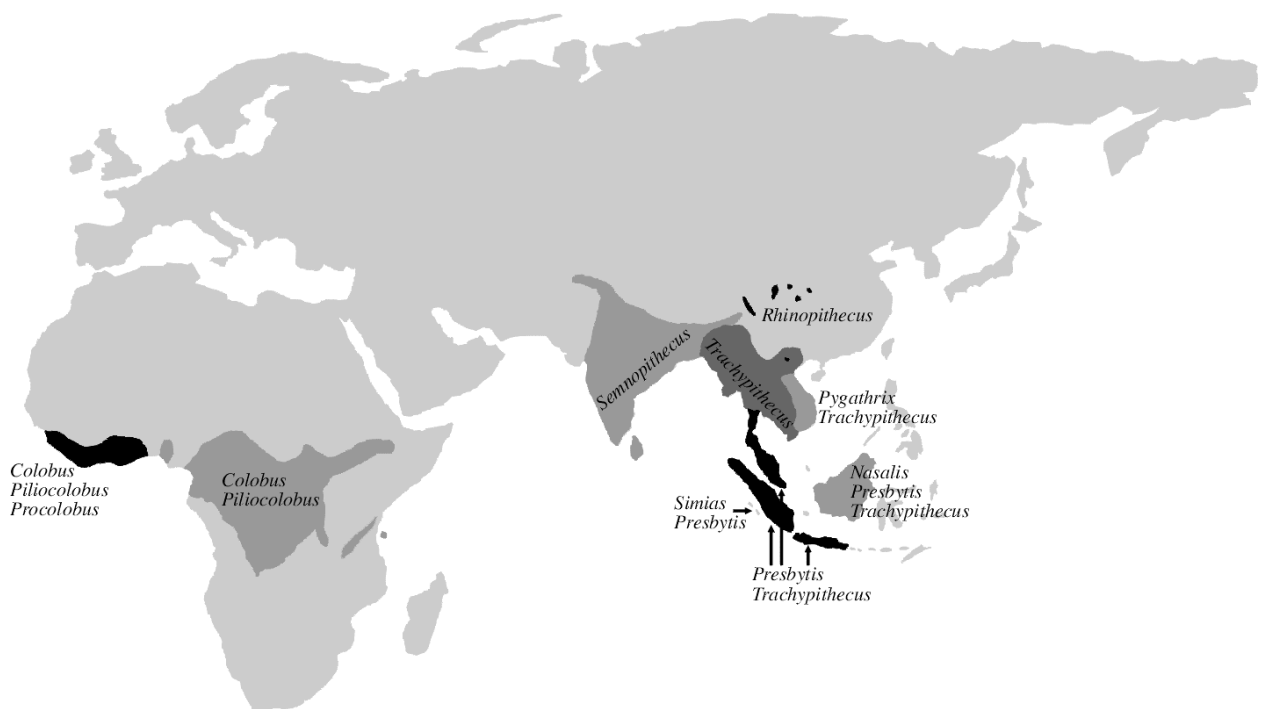 Rhinopithecus
Semnopithecus
Trachypithecus
Pygathrix
Trachypithecus
Colobus
Piliocolobus
Procolobus
Colobus
Piliocolobus
Nasalis
Presbytis
Trachypithecus
Simias
Presbytis
Presbytis
Trachypithecus